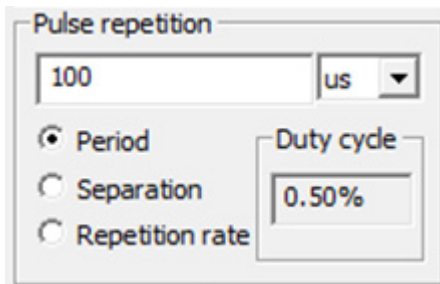 Pulse repetition
100 us
Period
Duty cycle
Separation
0.50%
Repetition rate